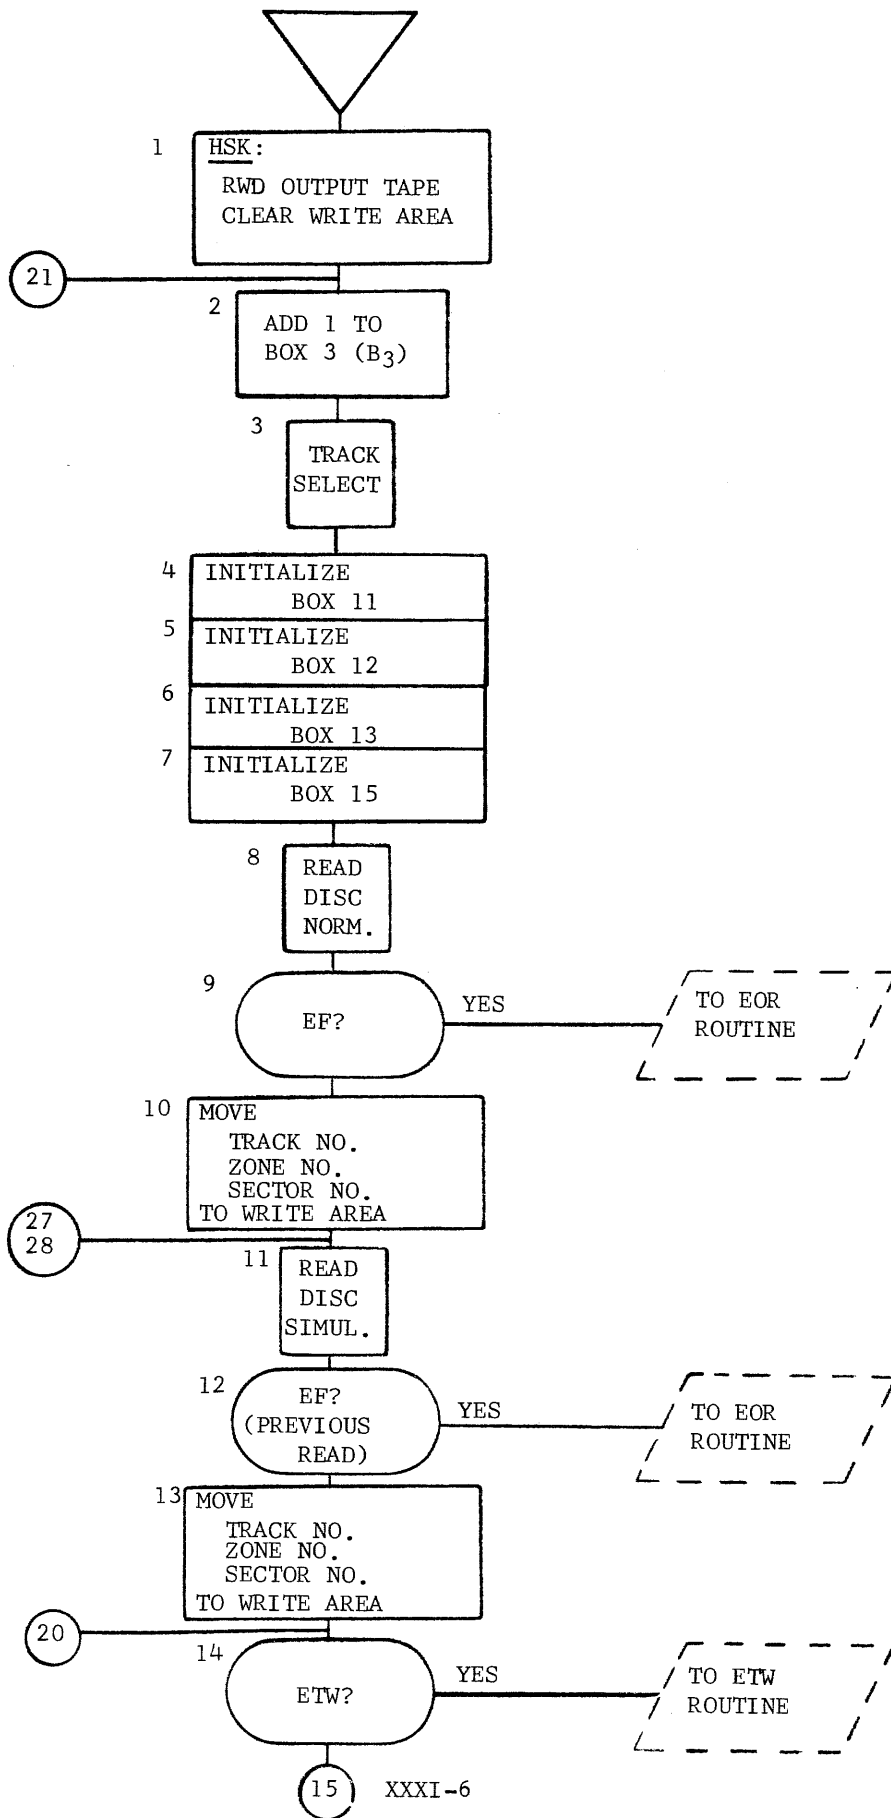 1
HSK:
RWD OUTPUT TAPE
CLEAR WRITE AREA
21
2
ADD 1 TO
BOX 3 (B3)
3
TRACK
SELECT
4
INITIALIZE
BOX 11
5
INITIALIZE
BOX 12
6
INITIALIZE
BOX 13
7
INITIALIZE
BOX 15
8
READ
DISC
NORM.
9
EF?
YES
TO EOR
ROUTINE
10
MOVE
TRACK NO.
ZONE NO.
SECTOR NO.
TO WRITE AREA
27
28
11
READ
DISC
SIMUL.
12
EF?
(PREVIOUS
READ)
YES
TO EOR
ROUTINE
13
MOVE
TRACK NO.
ZONE NO.
SECTOR NO.
TO WRITE AREA
20
14
ETW?
YES
TO ETW
ROUTINE
15
XXXI-6